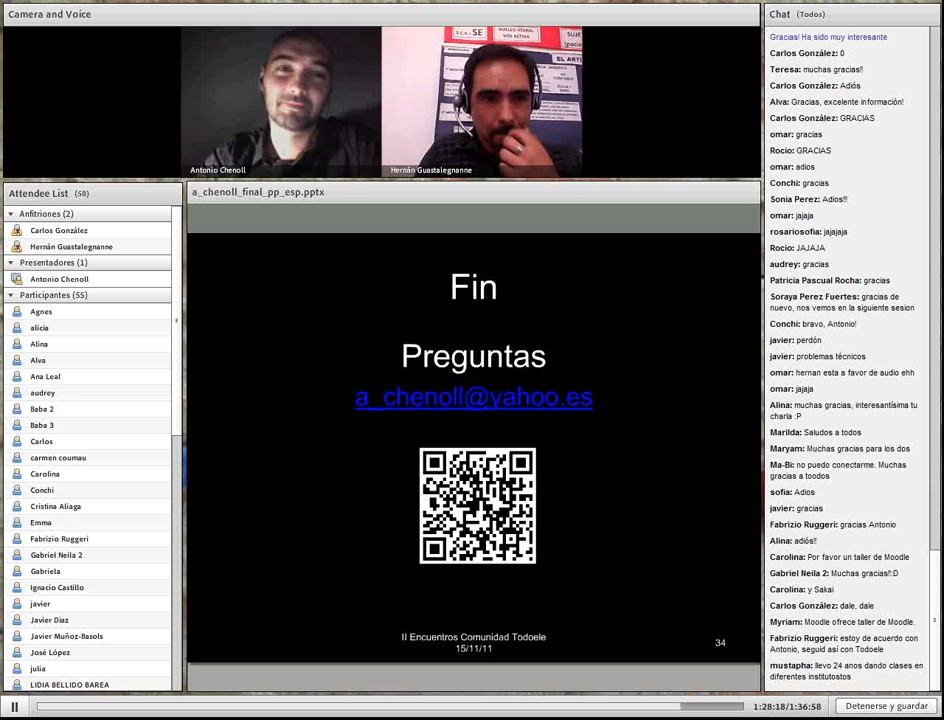 Camera and Voice
S.C.R.: SE
NÚCLEO VERBAL
VOZ ACTIVA
EL ARTÍ
Antonio Chenoll
Hernán Guastalegnanne
Attendee List (58)
Anfitriones (2)
Carlos González
Hernán Guastalegnanne
Presentadores (1)
Antonio Chenoll
Participantes (55)
Agnes
alicia
Alina
Alva
Ana Leal
audrey
Baba 2
Baba 3
Carlos
carmen coumau
Carolina
Conchi
Cristina Aliaga
Emma
Fabrizio Ruggeri
Gabriel Neila 2
Gabriela
Ignacio Castillo
javier
Javier Díaz
Javier Muñoz-Basols
José López
julia
LIDIA BELLIDO BAREA
a_chenoll_final_pp_esp.pptx
Fin
Preguntas
a_chenoll@yahoo.es
II Encuentros Comunidad Todoele
15/11/11
34
Chat (Todos)
Gracias! Ha sido muy interesante
Carlos González: 0
Teresa: muchas gracias!!
Carlos González: Adiós
Alva: Gracias, excelente información!
Carlos González: GRACIAS
omar: gracias
Rocio: GRACIAS
omar: adios
Conchi: gracias
Sonia Perez: Adios!!!
omar: jajaja
rosariosofia: jajajaja
Rocio: JAJAJA
audrey: gracias
Patricia Pascual Rocha: gracias
Soraya Perez Fuertes: gracias de
nuevo, nos vemos en la siguiente sesion
Conchi: bravo, Antonio!
javier: perdón
javier: problemas técnicos
omar: hernan esta a favor de audio ehh
omar: jajaja
Alina: muchas gracias, interesantísima tu
charla :P
Marilda: Saludos a todos
Maryam: Muchas gracias para los dos
Ma-Bi: no puedo conectarme. Muchas
gracias a toodos
sofia: Adios
javier: gracias
Fabrizio Ruggeri: gracias Antonio
Alina: adiós!!
Carolina: Por favor un taller de Moodle
Gabriel Neila 2: Muchas gracias!!:D
Carolina: y Sakai
Carlos González: dale, dale
Myriam: Moodle ofrece taller de Moodle.
Fabrizio Ruggeri: estoy de acuerdo con
Antonio, seguid así con Todoele
mustapha: llevo 24 anos dando clases en
diferentes institutostos
1:28:18/1:36:58
Detenerse y guardar